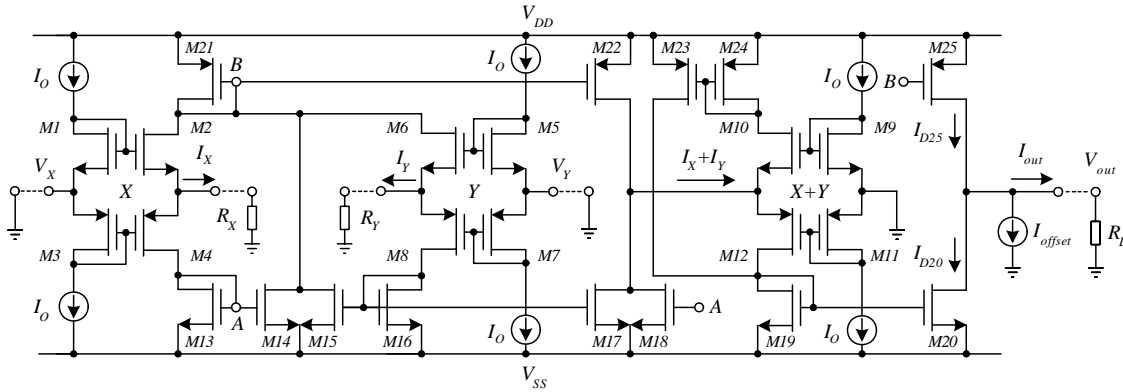 V_DD
M21 M22 M23 M24 M25
I_O B I_O I_O B
M1 M2 M6 M5 M10 M9 I_D25
V_X I_X I_Y V_Y I_X+I_Y I_out V_out
X Y X+Y
R_X R_Y I_offset R_L
M3 M4 M8 M7 M12 M11 I_D20
I_O A I_O A I_O
M13 M14 M15 M16 M17 M18 M19 M20
V_SS